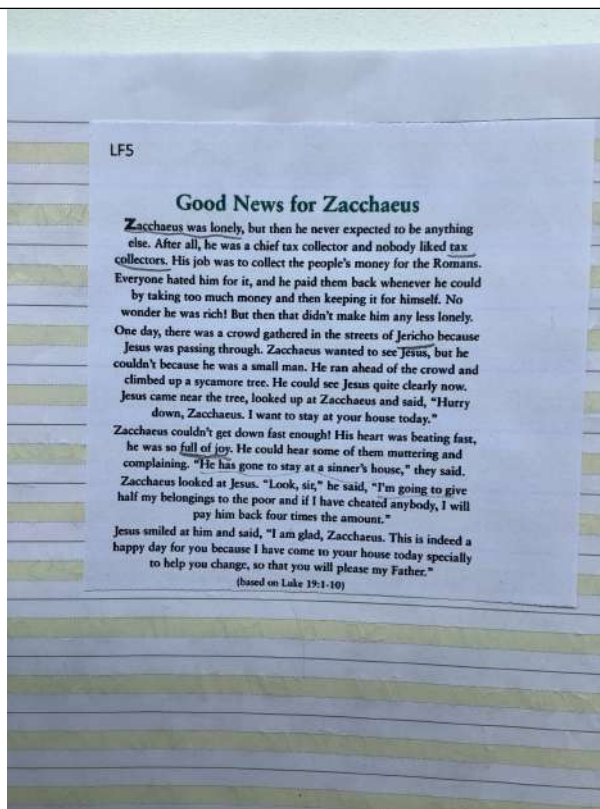 LF5
Good News for Zacchaeus
Zacchaeus was lonely, but then he never expected to be anything
else. After all, he was a chief tax collector and nobody liked tax
collectors. His job was to collect the people's money for the Romans.
Everyone hated him for it, and he paid them back whenever he could
by taking too much money and then keeping it for himself. No
wonder he was rich! But then that didn't make him any less lonely.
One day, there was a crowd gathered in the streets of Jericho because
Jesus was passing through. Zacchaeus wanted to see Jesus, but he
couldn't because he was a small man. He ran ahead of the crowd and
climbed up a sycamore tree. He could see Jesus quite clearly now.
Jesus came near the tree, looked up at Zacchaeus and said, "Hurry
down, Zacchaeus. I want to stay at your house today."
Zacchaeus couldn't get down fast enough! His heart was beating fast,
he was so full of joy. He could hear some of them muttering and
complaining. "He has gone to stay at a sinner's house," they said.
Zacchaeus looked at Jesus. "Look, sir," he said, "I'm going to give
half my belongings to the poor and if I have cheated anybody, I will
pay him back four times the amount."
Jesus smiled at him and said, "I am glad, Zacchaeus. This is indeed a
happy day for you because I have come to your house today specially
to help you change, so that you will please my Father."
(based on Luke 19:1-10)